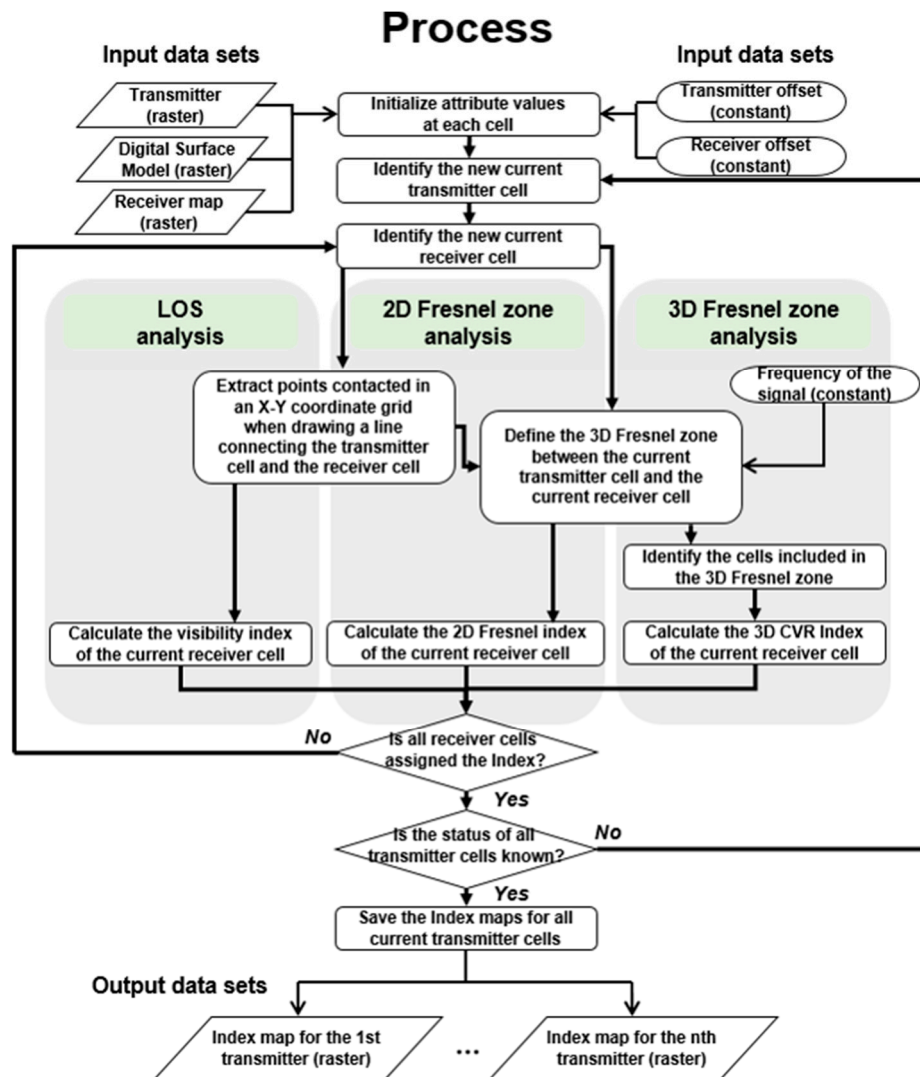 Process
Input data sets
Input data sets
Transmitter
(raster)
Digital Surface
Model (raster)
Receiver map
(raster)
Initialize attribute values
at each cell
Transmitter offset
(constant)
Receiver offset
(constant)
Identify the new current
transmitter cell
Identify the new current
receiver cell
LOS
analysis
2D Fresnel zone
analysis
3D Fresnel zone
analysis
Extract points contacted in
an X-Y coordinate grid
when drawing a line
connecting the transmitter
cell and the receiver cell
Frequency of the
signal (constant)
Define the 3D Fresnel zone
between the current
transmitter cell and the
current receiver cell
Identify the cells included in
the 3D Fresnel zone
Calculate the visibility index
of the current receiver cell
Calculate the 2D Fresnel index
of the current receiver cell
Calculate the 3D CVR Index
of the current receiver cell
No
Is all receiver cells
assigned the Index?
Yes
Is the status of all
transmitter cells known?
No
Yes
Save the Index maps for all
current transmitter cells
Output data sets
Index map for the 1st
transmitter (raster)
...
Index map for the nth
transmitter (raster)